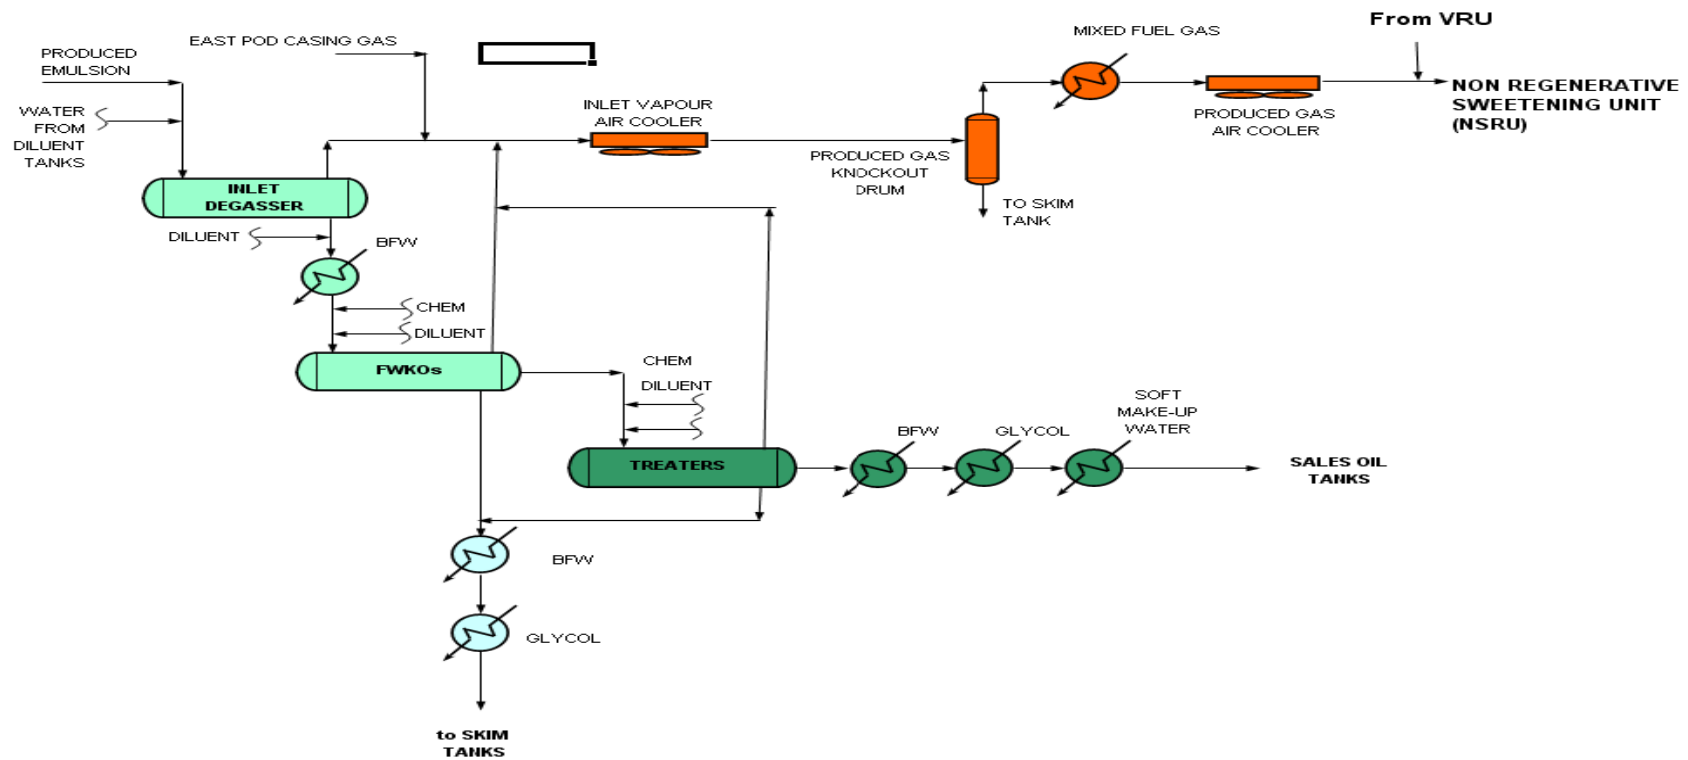 From VRU
EAST POD CASING GAS
MIXED FUEL GAS
PRODUCED
EMULSION
NON REGENERATIVE
SWEETENING UNIT
(NSRU)
WATER
FROM
DILUENT
TANKS
INLET VAPOUR
AIR COOLER
PRODUCED GAS
AIR COOLER
PRODUCED GAS
KNOCKOUT
DRUM
INLET
DEGASSER
TO SKIM
TANK
DILUENT
BFW
CHEM
DILUENT
FWKOs
CHEM
DILUENT
SOFT
MAKE-UP
WATER
BFW
GLYCOL
TREATERS
SALES OIL
TANKS
BFW
GLYCOL
to SKIM
TANKS